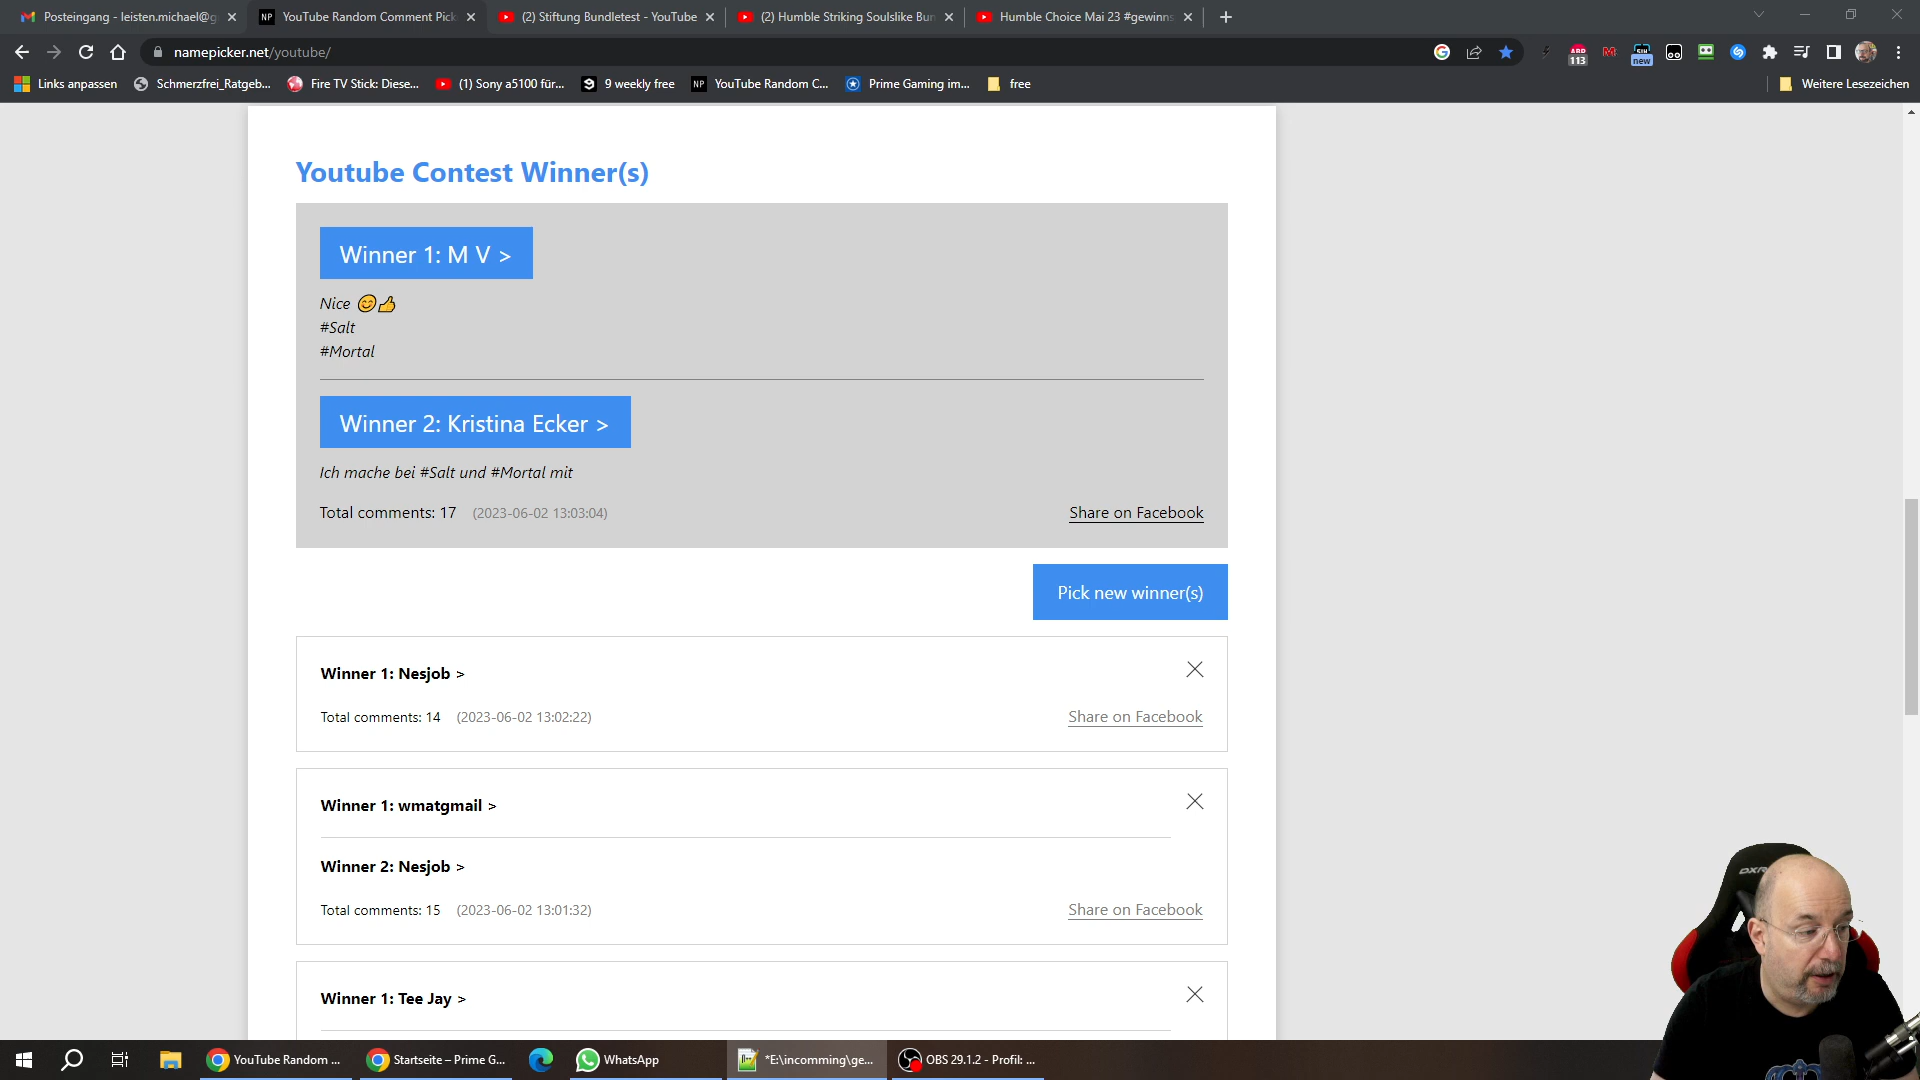 Posteingang - leisten.michael@g
NP YouTube Random Comment Pick
(2) Stiftung Bundletest - YouTube
(2) Humble Striking Soulslike Bun
Humble Choice Mai 23 #gewinns
namepicker.net/youtube/
ABP
113
new
Links anpassen
Schmerzfrei_Ratgeb...
Fire TV Stick: Diese...
(1) Sony a5100 für...
9 weekly free
NP YouTube Random C...
Prime Gaming im...
free
Weitere Lesezeichen
Youtube Contest Winner(s)
Winner 1: M V >
Nice 😊👍
#Salt
#Mortal
Winner 2: Kristina Ecker >
Ich mache bei #Salt und #Mortal mit
Total comments: 17 (2023-06-02 13:03:04)
Share on Facebook
Pick new winner(s)
Winner 1: Nesjob >
Total comments: 14 (2023-06-02 13:02:22)
Share on Facebook
Winner 1: wmatgmail >
Winner 2: Nesjob >
Total comments: 15 (2023-06-02 13:01:32)
Share on Facebook
Winner 1: Tee Jay >
YouTube Random ...
Startseite – Prime G...
WhatsApp
*E:\incomming\ge...
OBS 29.1.2 - Profil: ...